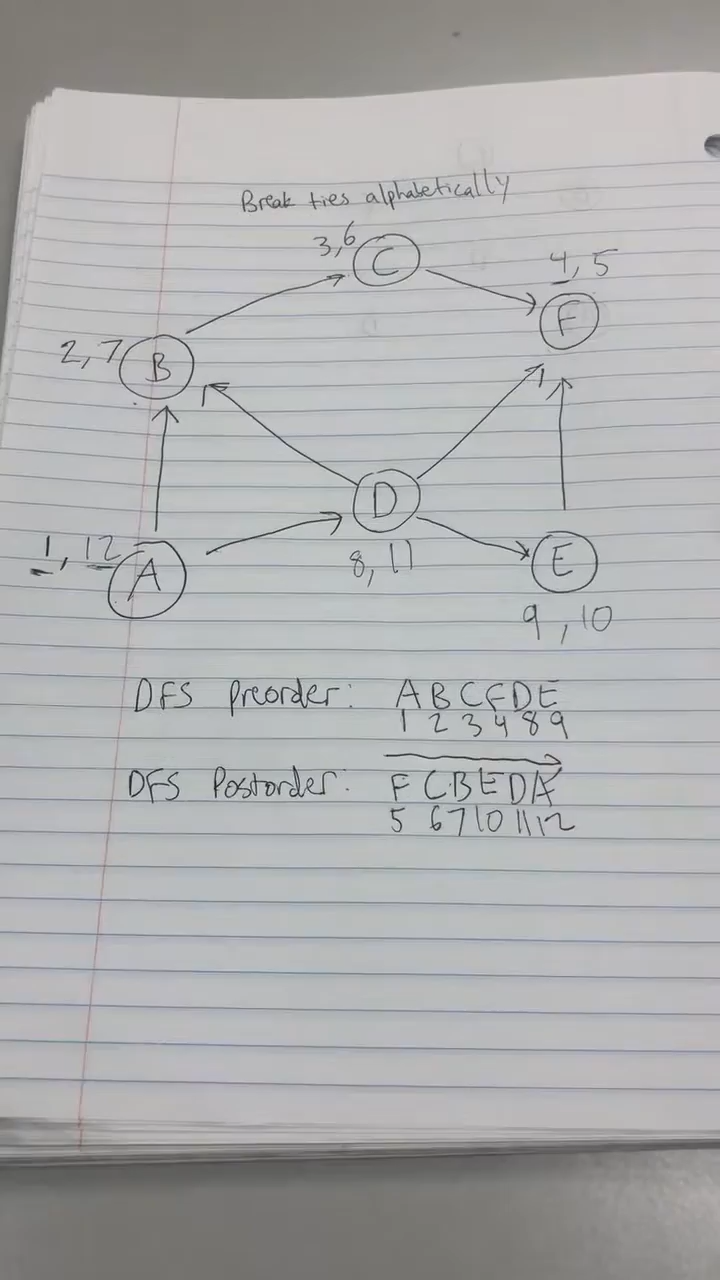 Break ties alphabetically
3,6
C
4,5
F
2,7
B
D
1,12
A
8,11
E
9,10
DFS Preorder: A B C F D E
1 2 3 4 8 9
DFS Postorder: F C B E D A
5 6 7 10 11 12